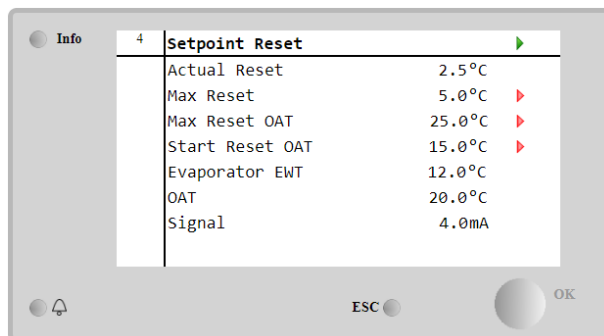 Info
4 Setpoint Reset
Actual Reset 2.5°C
Max Reset 5.0°C
Max Reset OAT 25.0°C
Start Reset OAT 15.0°C
Evaporator EWT 12.0°C
OAT 20.0°C
Signal 4.0mA
ESC
OK